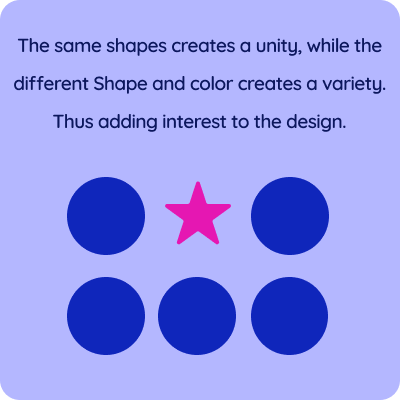 The same shapes creates a unity, while the
different Shape and color creates a variety.
Thus adding interest to the design.